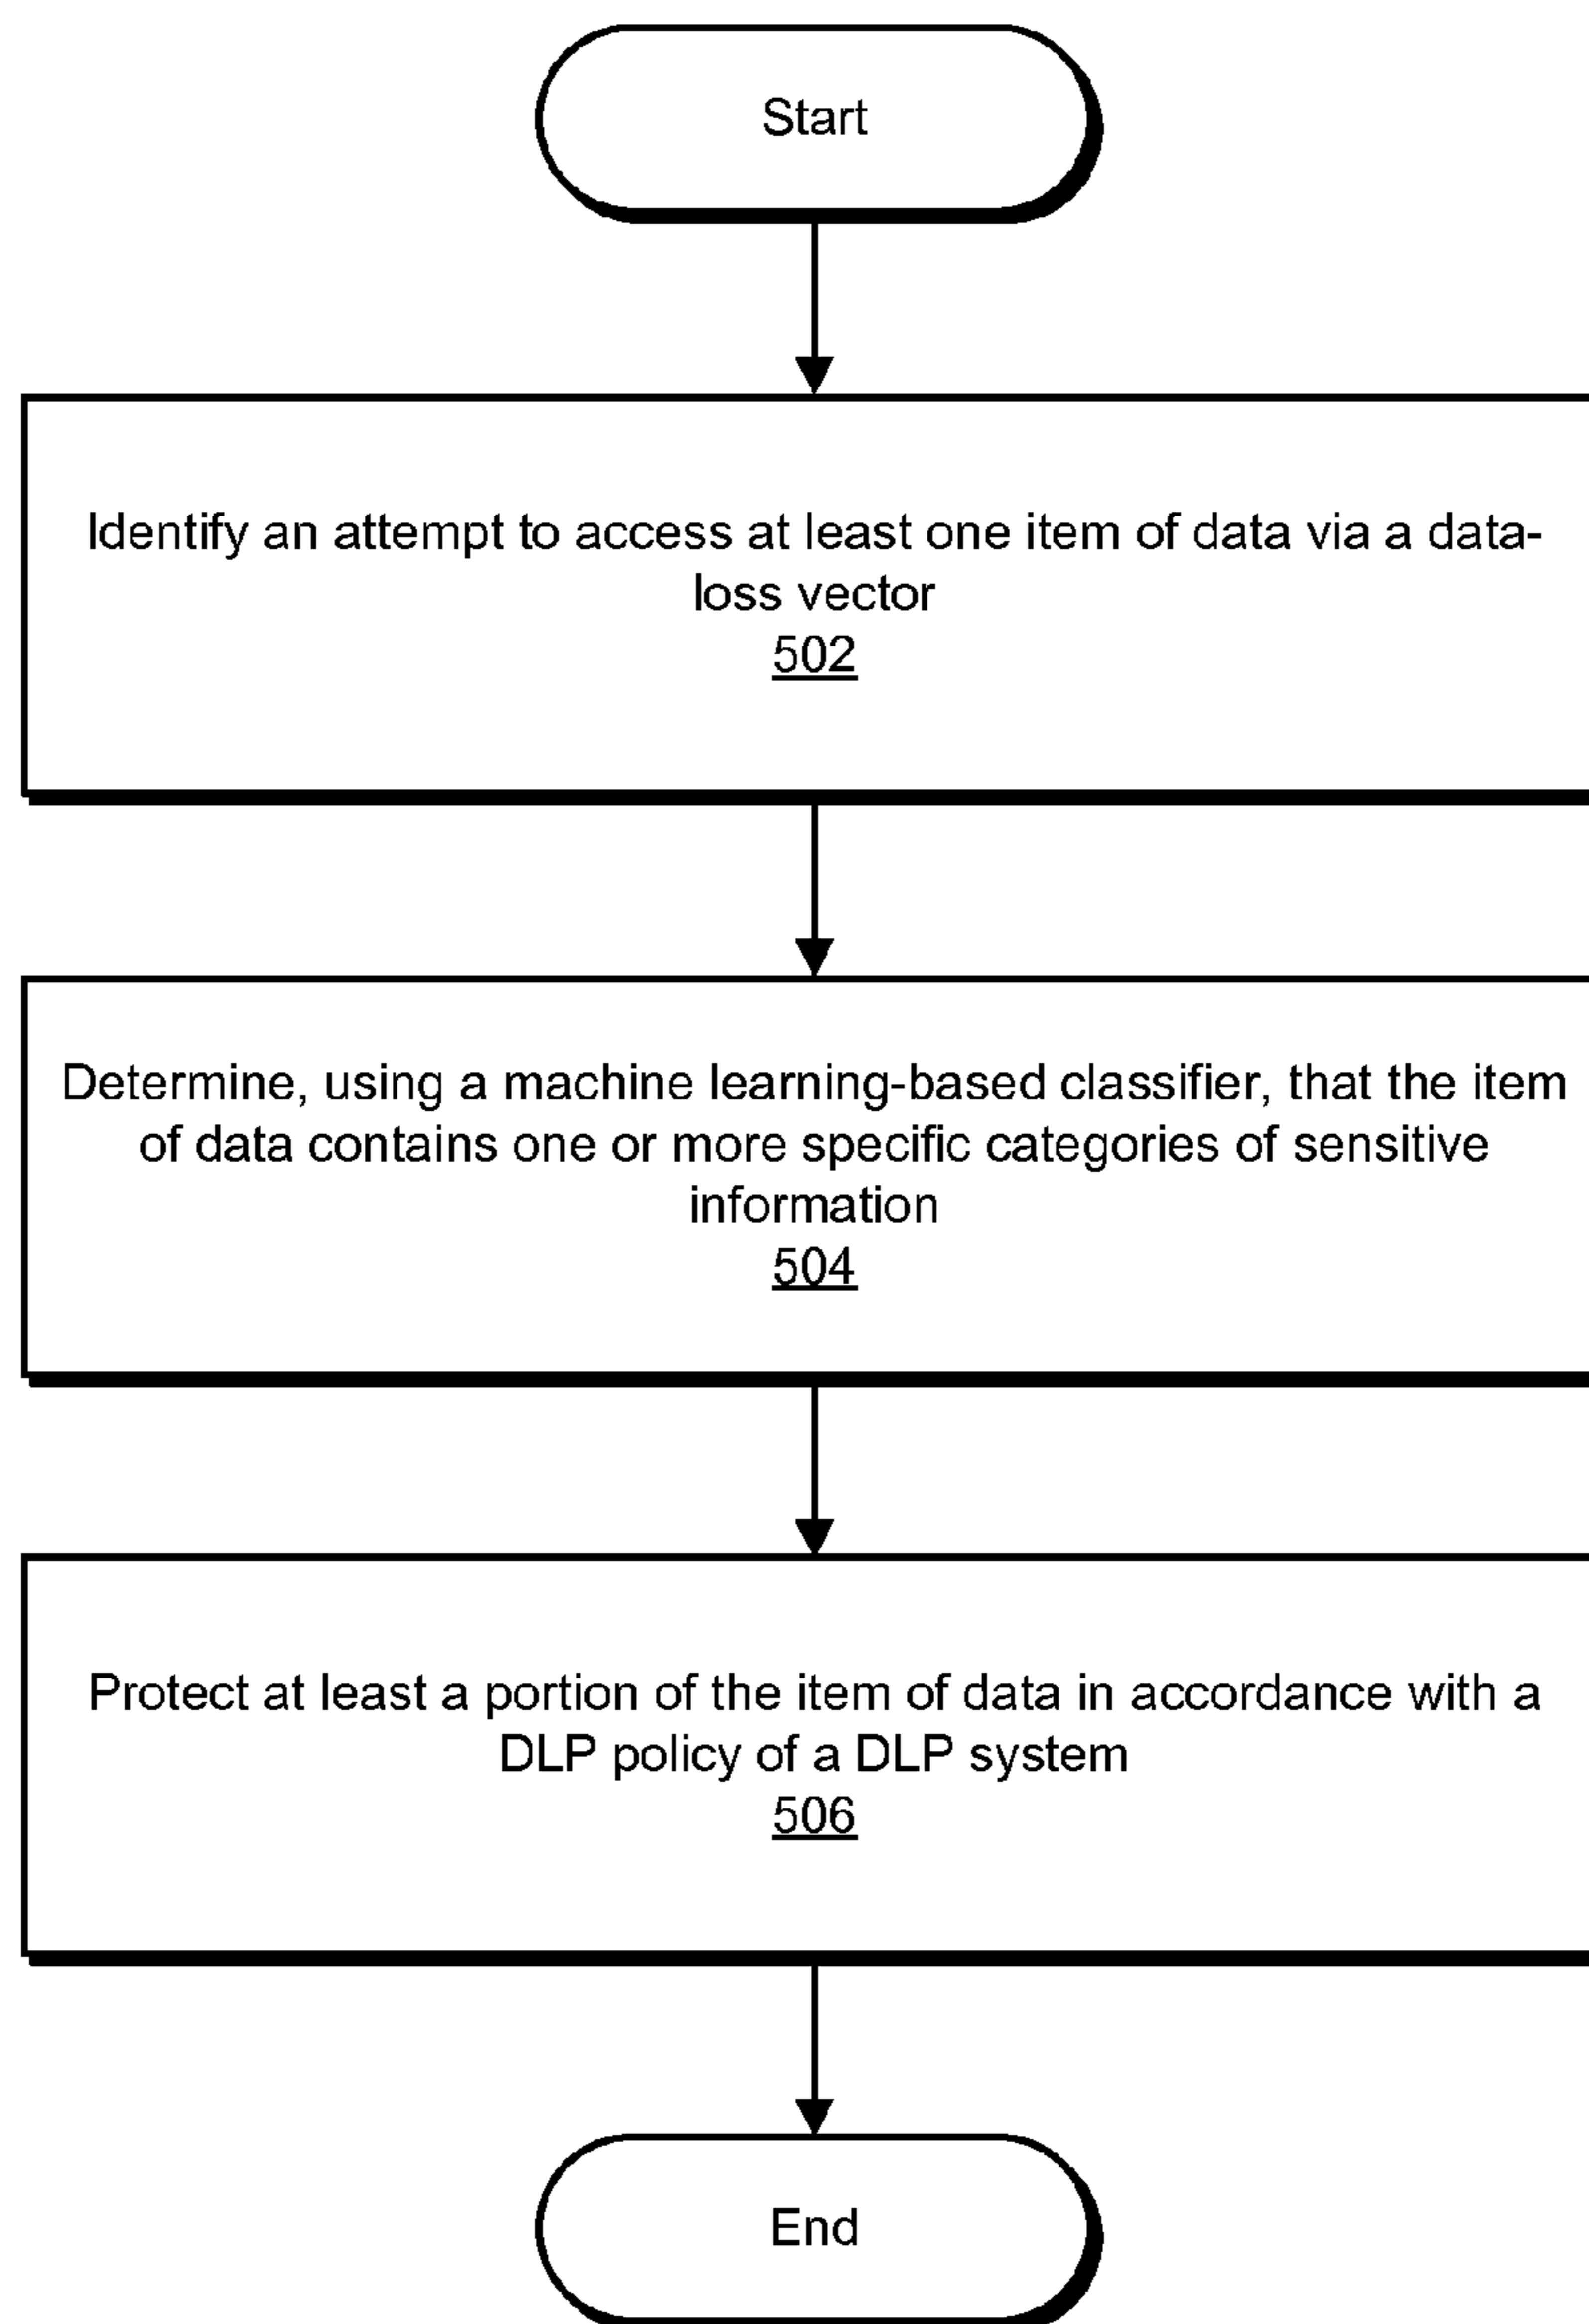 Start
Identify an attempt to access at least one item of data via a data-
loss vector
502
Determine, using a machine learning-based classifier, that the item
of data contains one or more specific categories of sensitive
information
504
Protect at least a portion of the item of data in accordance with a
DLP policy of a DLP system
506
End